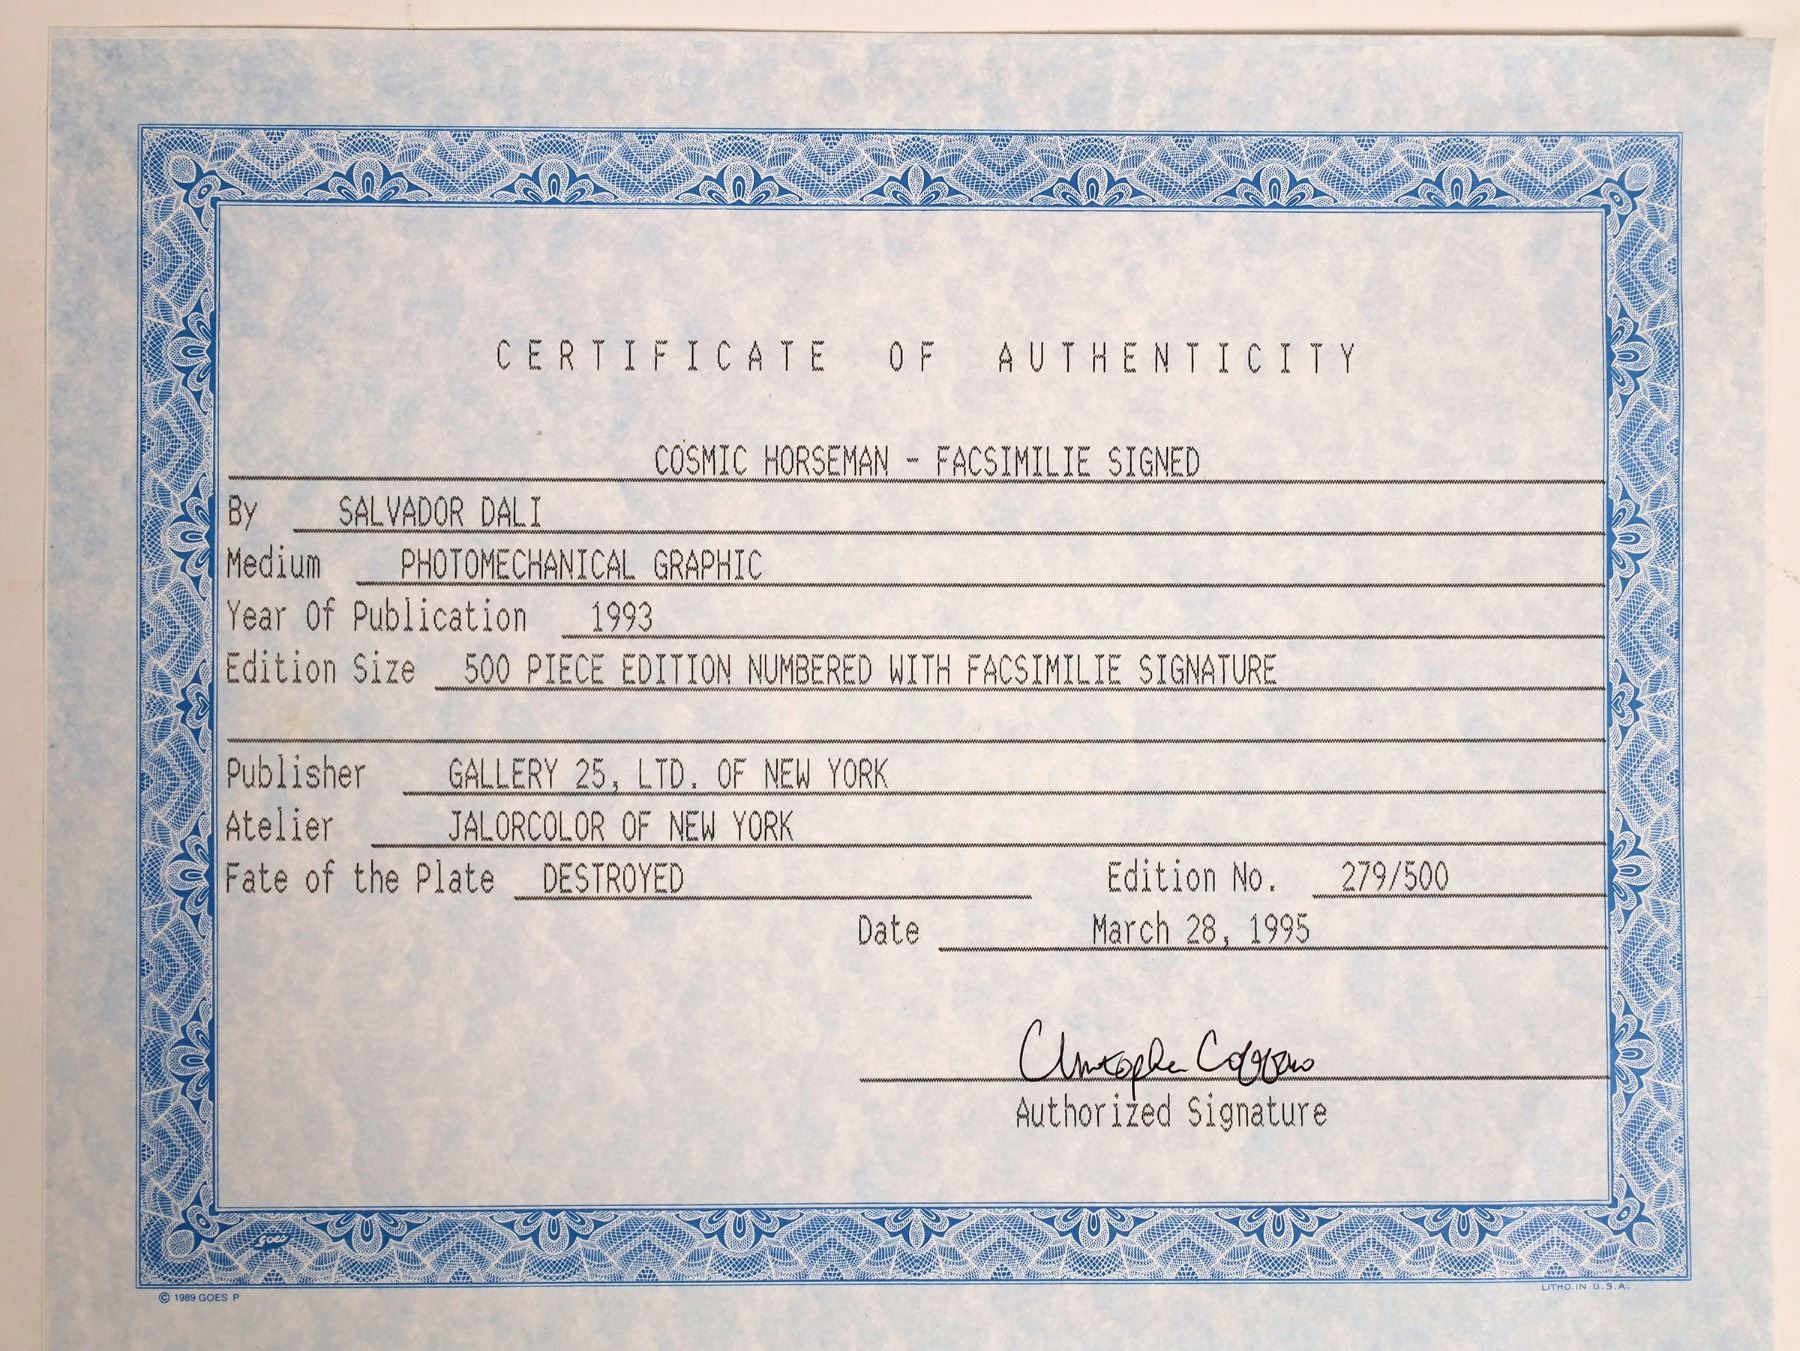 CERTIFICATE OF AUTHENTICITY
COSMIC HORSEMAN - FACSIMILIE SIGNED
By SALVADOR DALI
Medium PHOTOMECHANICAL GRAPHIC
Year Of Publication 1993
Edition Size 500 PIECE EDITION NUMBERED WITH FACSIMILIE SIGNATURE
Publisher GALLERY 25, LTD. OF NEW YORK
Atelier JALORCOLOR OF NEW YORK
Fate of the Plate DESTROYED Edition No. 279/500
Date March 28, 1995
Christopher
Authorized Signature
Goes
© 1989 GOES P LITHO. IN U.S.A.